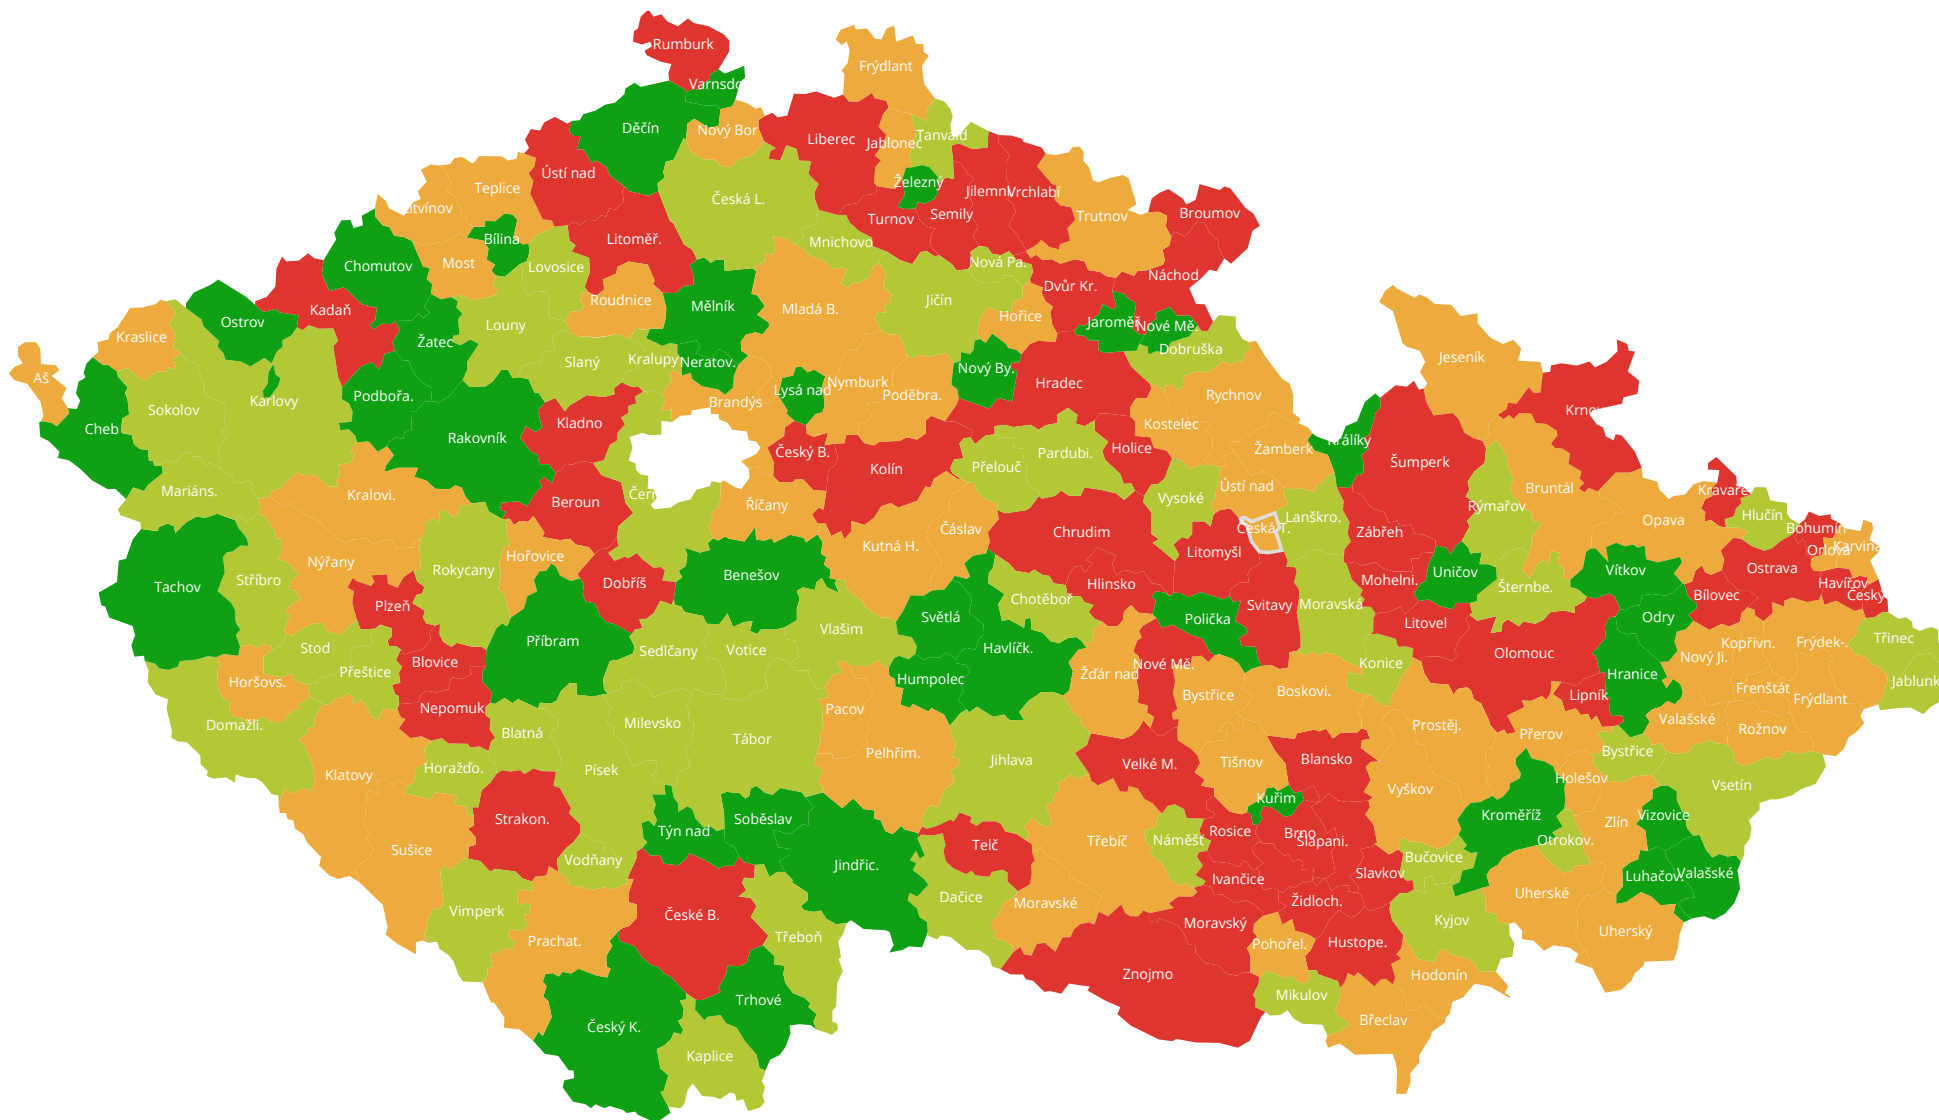 Rumburk
Frýdlant
Varnsdo
Děčín
Nový Bor
Liberec
Jablonec
Tanvald
Ústí nad
Teplice
Litvínov
Česká L.
Železný
Jilemni
Vrchlabí
Turnov
Semily
Trutnov
Broumov
Bílina
Litoměř.
Mnichovo
Chomutov
Most
Lovosice
Nová Pa.
Náchod
Dvůr Kr.
Kadaň
Ostrov
Roudnice
Mělník
Mladá B.
Jičín
Hořice
Jaroměř
Nové Mě.
Kraslice
Louny
Žatec
Dobruška
Jeseník
Slaný
Kralupy
Neratov.
Nový By.
Hradec
Aš
Lysá nad
Nymburk
Poděbra.
Rychnov
Podbořa.
Karlovy
Sokolov
Brandýs
Krnov
Cheb
Rakovník
Kladno
Kostelec
Králíky
Český B.
Kolín
Přelouč
Pardubi.
Holice
Žamberk
Šumperk
Mariáns.
Kralovi.
Beroun
Říčany
Vysoké
Ústí nad
Bruntál
Kravaře
Rýmařov
Lanškro.
Opava
Hlučín
Česká T.
Bohumín
Čáslav
Chrudim
Zábřeh
Kutná H.
Litomyšl
Karviná
Orlová
Hořovice
Nýřany
Rokycany
Stříbro
Tachov
Dobříš
Benešov
Hlinsko
Mohelni.
Uničov
Vítkov
Ostrava
Havířov
Český
Šternbe.
Bílovec
Plzeň
Chotěboř
Svitavy
Moravská
Světlá
Polička
Litovel
Odry
Příbram
Vlašim
Havlíčk.
Stod
Sedlčany
Votice
Olomouc
Kopřivn.
Frýdek-.
Třinec
Blovice
Nový Ji.
Konice
Nové Mě.
Přeštice
Horšovs.
Humpolec
Žďár nad
Hranice
Jablunk
Bystřice
Boskovi.
Lipník
Frenštát
Frýdlant
Nepomuk
Pacov
Domažli.
Milevsko
Valašské
Rožnov
Blatná
Tábor
Prostěj.
Přerov
Pelhřim.
Bystřice
Jihlava
Blansko
Velké M.
Tišnov
Horažďo.
Písek
Klatovy
Holešov
Vsetín
Vyškov
Kuřim
Strakon.
Soběslav
Týn nad
Kroměříž
Vizovice
Zlín
Rosice
Brno
Šlapani.
Třebíč
Náměšť
Telč
Otrokov.
Sušice
Vodňany
Jindřic.
Bučovice
Slavkov
Ivančice
Luhačov.
Valašské
Uherské
Dačice
Moravské
Židloch.
Vimperk
České B.
Kyjov
Moravský
Třeboň
Prachat.
Pohořel.
Hustope.
Uherský
Znojmo
Hodonín
Mikulov
Trhové
Český K.
Břeclav
Kaplice